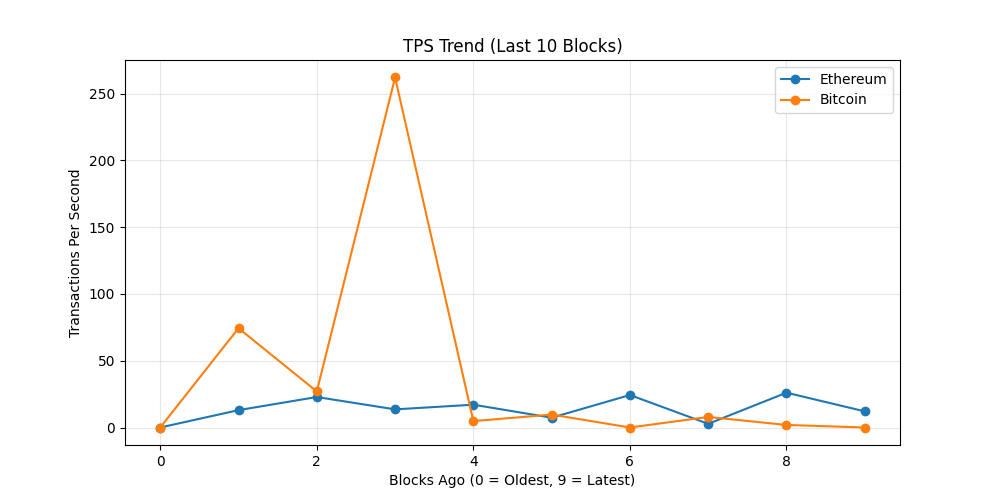 TPS Trend (Last 10 Blocks)
Ethereum
Bitcoin
Transactions Per Second
250
200
150
100
50
0
0 2 4 6 8
Blocks Ago (0 = Oldest, 9 = Latest)